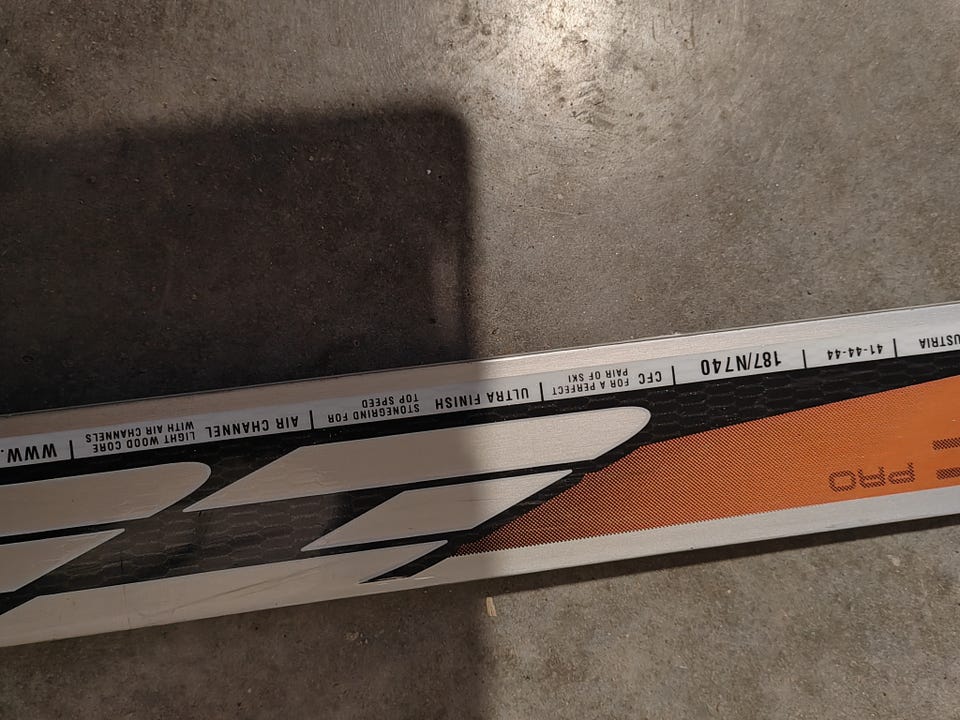 USTRIA | 41-44-44 | 187/N740 | CFC FOR A PERFECT
PAIR OF SKI | ULTRA FINISH STONEGRIND FOR
TOP SPEED | AIR CHANNEL LIGHT WOOD CORE
WITH AIR CHANNELS | WWW.
PRO